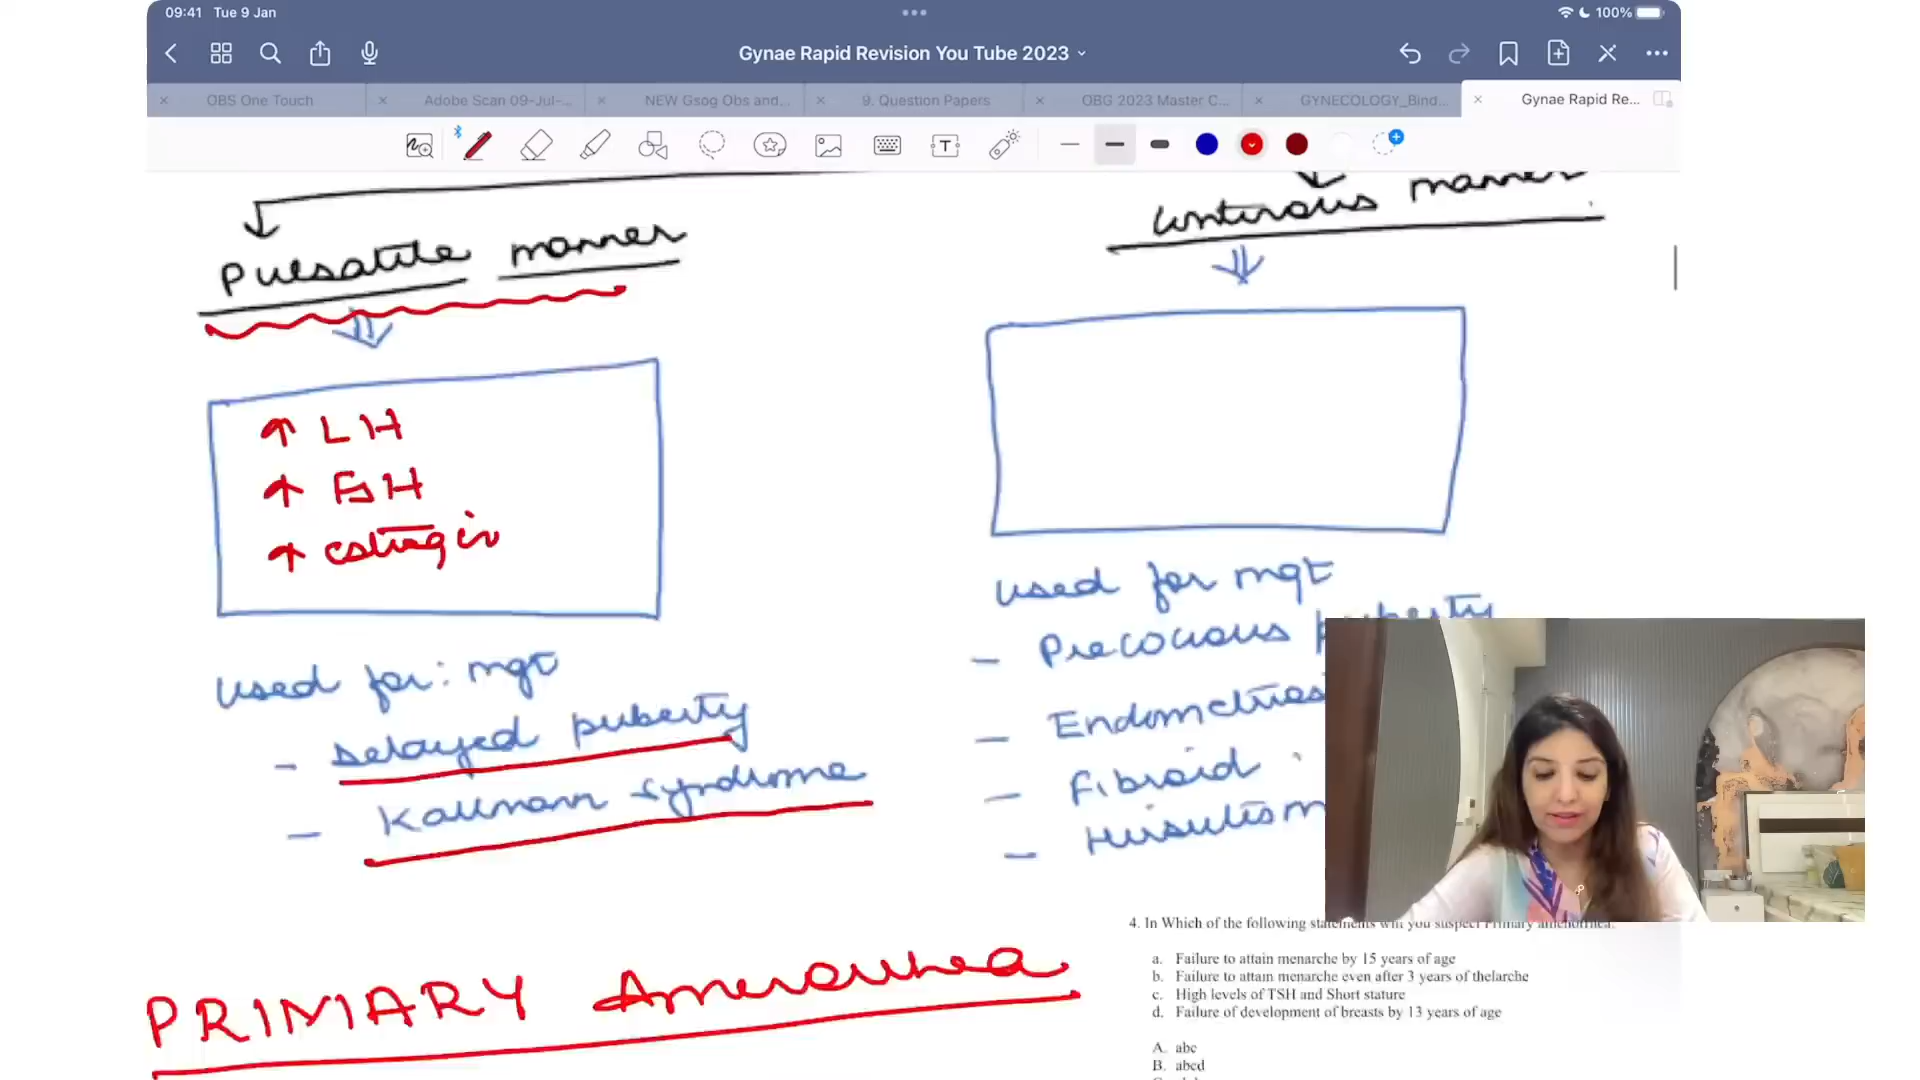 09:41 Tue 9 Jan
100%
Gynae Rapid Revision You Tube 2023
OBS One Touch
Adobe Scan 09-Jul-...
NEW Gsog Obs and...
9. Question Papers
OBG 2023 Master C...
GYNECOLOGY_Bind...
Gynae Rapid Re...
Pulsatile manner
continuous manner
↑ LH
↑ FSH
↑ estrogen
used for: mgt
- Delayed puberty
- Kallmann syndrome
used for mgt
- Precocious puberty
- Endometrios
- Fibroid
- Hirsutism
PRIMARY Amenorrhea
4. In Which of the following statements will you suspect Primary amenorrhea.
a. Failure to attain menarche by 15 years of age
b. Failure to attain menarche even after 3 years of thelarche
c. High levels of TSH and Short stature
d. Failure of development of breasts by 13 years of age
A. abc
B. abcd